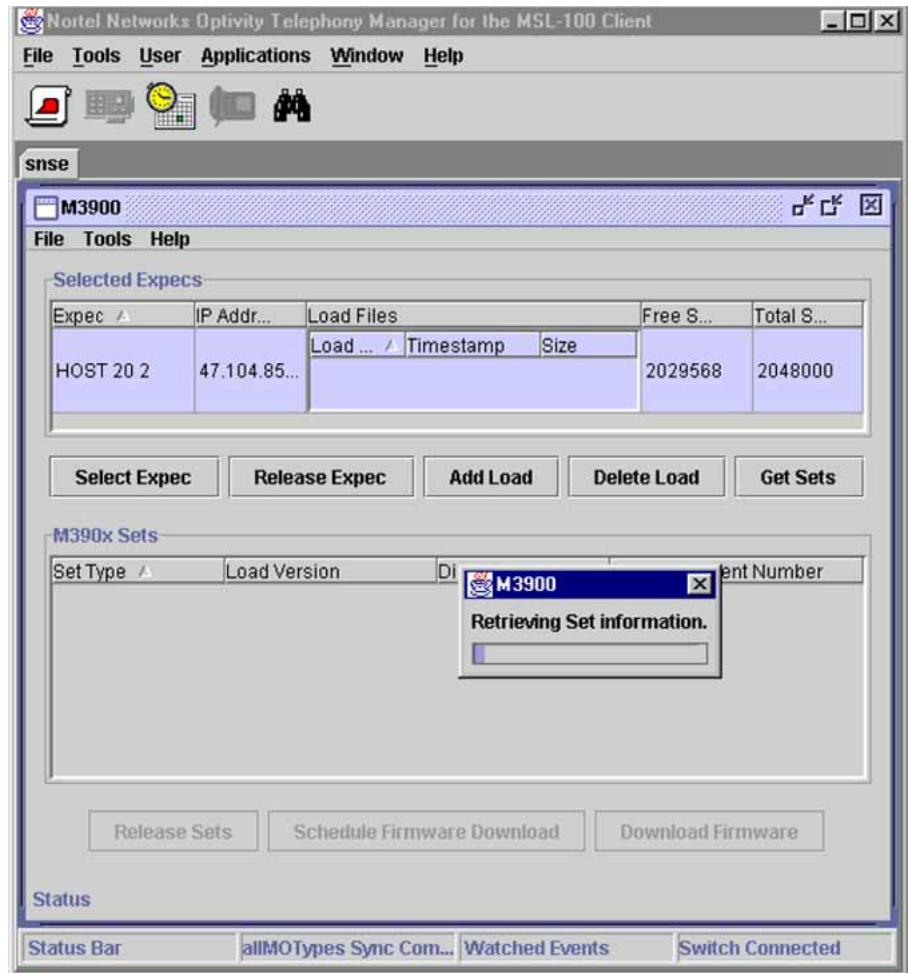 Nortel Networks Optivity Telephony Manager for the MSL-100 Client
File Tools User Applications Window Help
snse
M3900
File Tools Help
Selected Expecs
Expec IP Addr... Load Files Free S... Total S...
Load ... Timestamp Size
HOST 20 2 47.104.85... 2029568 2048000
Select Expec Release Expec Add Load Delete Load Get Sets
M390x Sets
Set Type Load Version Di ent Number
M3900
Retrieving Set information.
Release Sets Schedule Firmware Download Download Firmware
Status
Status Bar allMOTypes Sync Com... Watched Events Switch Connected